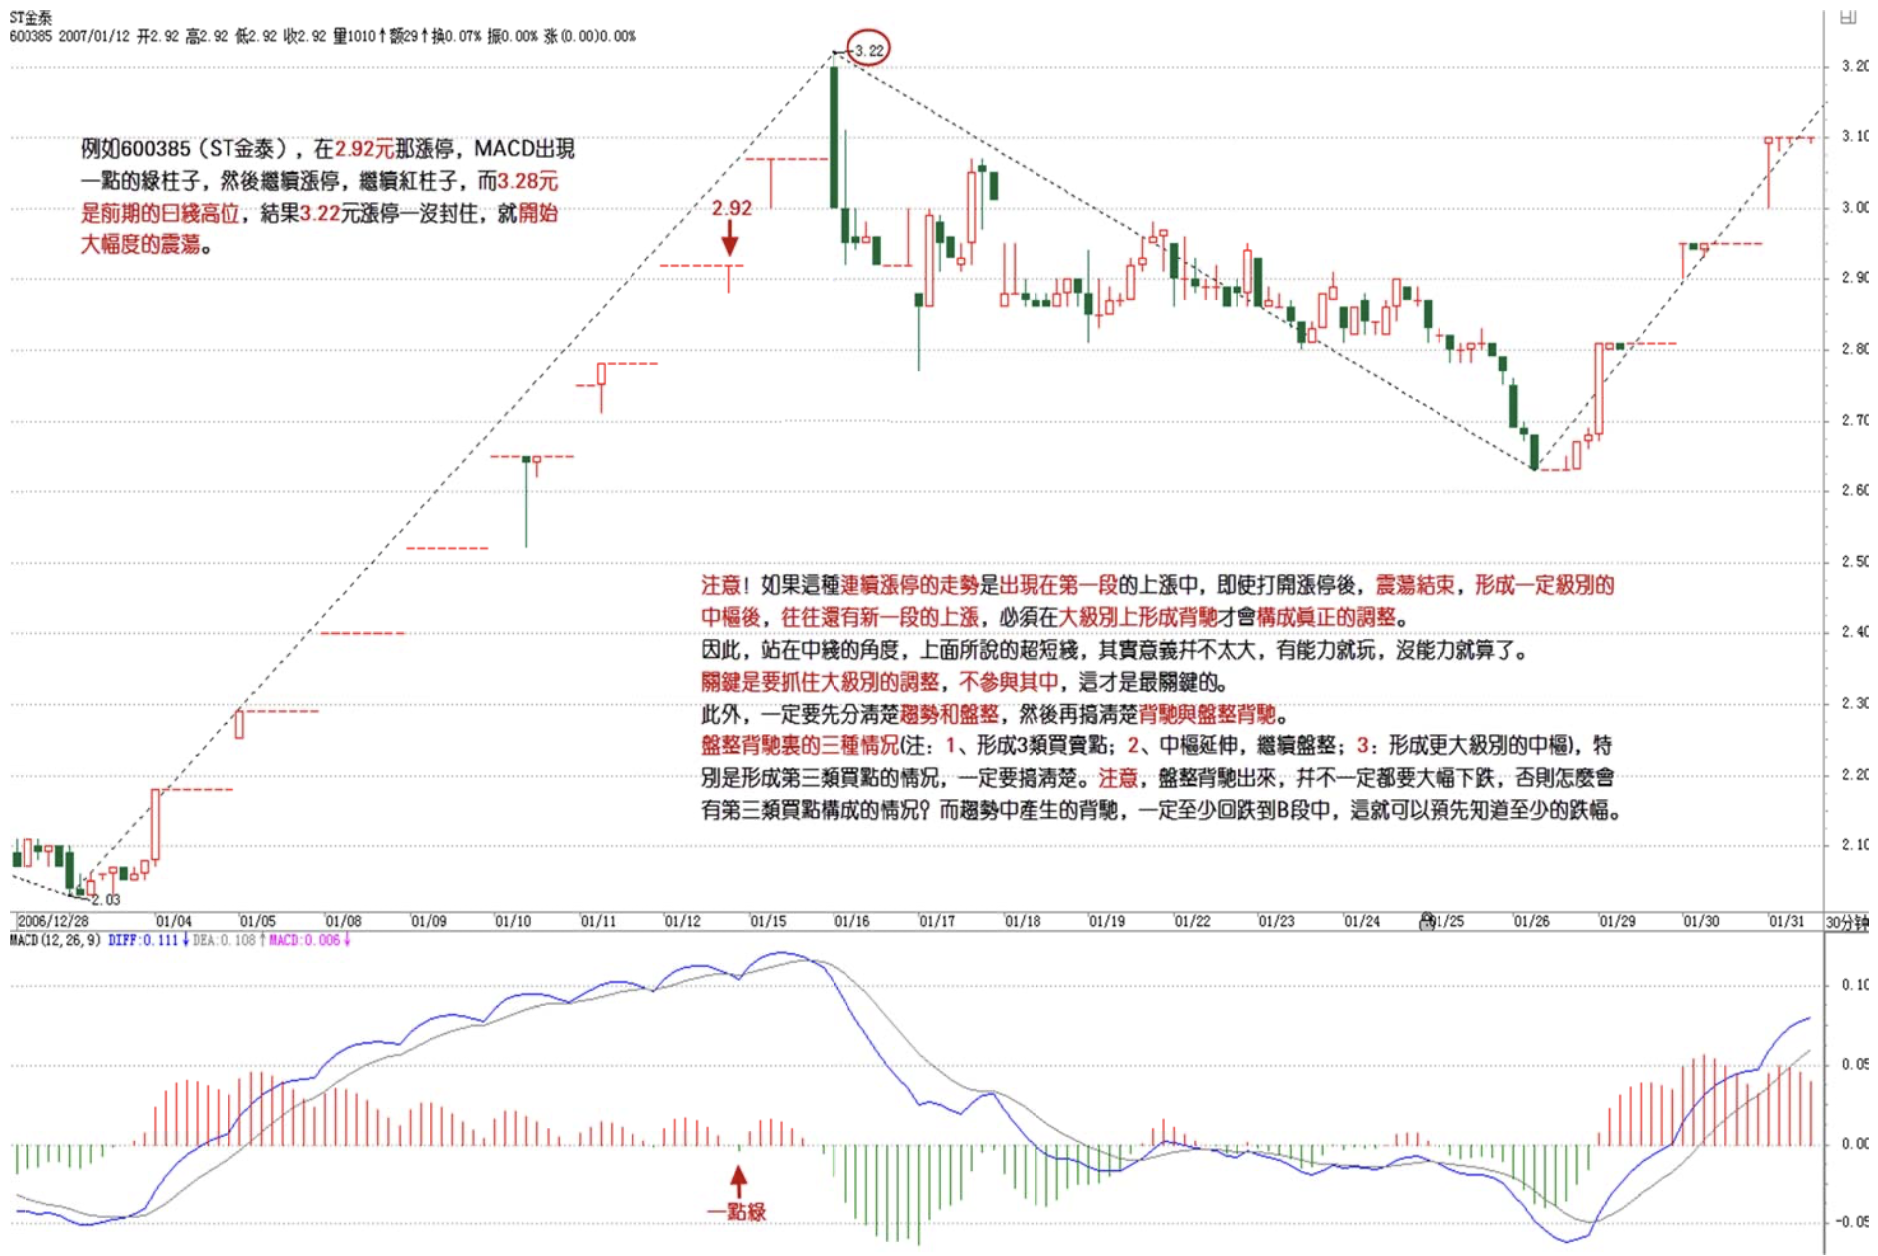 ST金泰
600385 2007/01/12 开2.92 高2.92 低2.92 收2.92 量1010↑额29↑换0.07% 振0.00% 涨(0.00)0.00%
3.22
3.20
例如600385（ST金泰），在2.92元那漲停，MACD出現
一點的綠柱子，然後繼續漲停，繼續紅柱子，而3.28元
是前期的日綫高位，結果3.22元漲停一沒封住，就開始
大幅度的震蕩。
3.10
2.92
3.00
2.90
2.80
2.70
2.60
2.50
注意！如果這種連續漲停的走勢是出現在第一段的上漲中，即使打開漲停後，震蕩結束，形成一定級別的
中樞後，往往還有新一段的上漲，必須在大級別上形成背馳才會構成眞正的調整。
因此，站在中綫的角度，上面所說的超短綫，其實意義幷不太大，有能力就玩，沒能力就算了。
2.40
關鍵是要抓住大級別的調整，不參與其中，這才是最關鍵的。
此外，一定要先分清楚趨勢和盤整，然後再搞清楚背馳與盤整背馳。
2.30
盤整背馳裏的三種情况(注：1、形成3類買賣點；2、中樞延伸，繼續盤整；3：形成更大級別的中樞)，特
別是形成第三類買點的情况，一定要搞清楚。注意，盤整背馳出來，幷不一定都要大幅下跌，否則怎麼會
2.20
有第三類買點構成的情况？而趨勢中產生的背馳，一定至少回跌到B段中，這就可以預先知道至少的跌幅。
2.10
2.03
2006/12/28 01/04 01/05 01/08 01/09 01/10 01/11 01/12 01/15 01/16 01/17 01/18 01/19 01/22 01/23 01/24 01/25 01/26 01/29 01/30 01/31 30分钟
MACD(12,26,9) DIFF:0.111↓DEA:0.108↑MACD:0.006↓
0.10
0.05
0.00
一點綠
-0.05